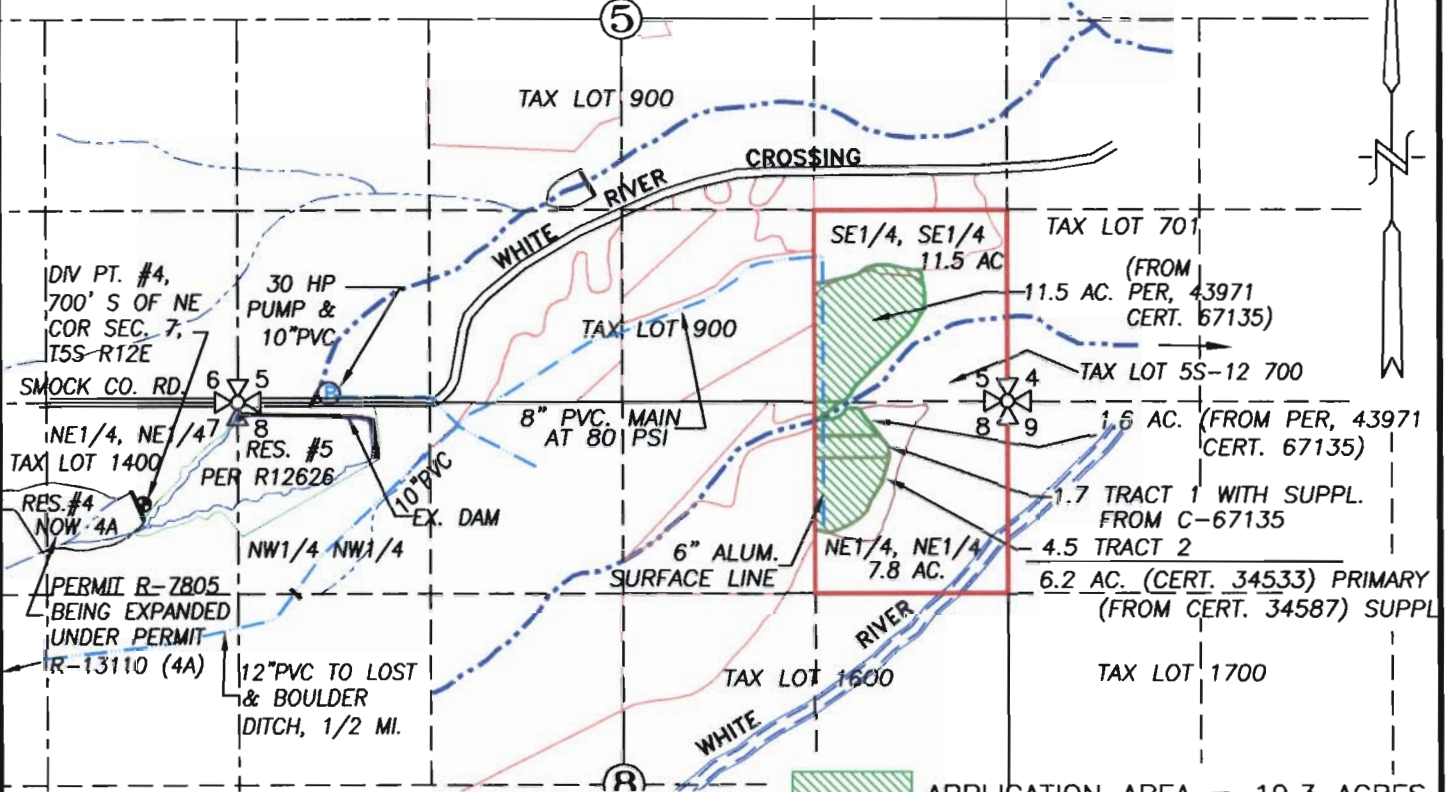 5
TAX LOT 900
WHITE RIVER CROSSING
N
SE1/4, SE1/4
11.5 AC
TAX LOT 701
(FROM
11.5 AC. PER, 43971
CERT. 67135)
DIV PT. #4,
700' S OF NE
COR SEC. 7,
T5S R12E
30 HP
PUMP &
10"PVC
TAX LOT 900
SMOCK CO. RD.
6 5
7 8
P
5 4
8 9
TAX LOT 5S-12 700
8" PVC. MAIN
AT 80 PSI
1.6 AC. (FROM PER, 43971
CERT. 67135)
NE1/4, NE1/4
TAX LOT 1400
RES. #5
PER R12626
10"PVC
EX. DAM
RES.#4
NOW 4A
1.7 TRACT 1 WITH SUPPL.
FROM C-67135
4.5 TRACT 2
NW1/4 NW1/4
6" ALUM.
SURFACE LINE
NE1/4, NE1/4
7.8 AC.
6.2 AC. (CERT. 34533) PRIMARY
(FROM CERT. 34587) SUPPL
PERMIT R-7805
BEING EXPANDED
UNDER PERMIT
R-13110 (4A)
12"PVC TO LOST
& BOULDER
DITCH, 1/2 MI.
TAX LOT 1600
WHITE RIVER
TAX LOT 1700
8
APPLICATION AREA = 19.3 ACRES